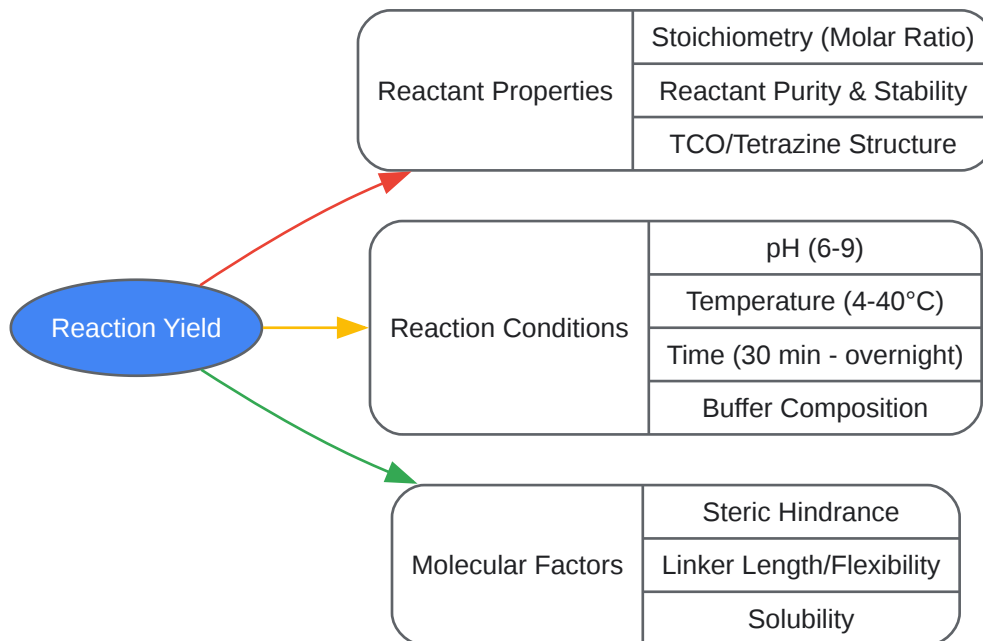 Reaction Yield
Reactant Properties
Stoichiometry (Molar Ratio)
Reactant Purity & Stability
TCO/Tetrazine Structure
Reaction Conditions
pH (6-9)
Temperature (4-40°C)
Time (30 min - overnight)
Buffer Composition
Molecular Factors
Steric Hindrance
Linker Length/Flexibility
Solubility